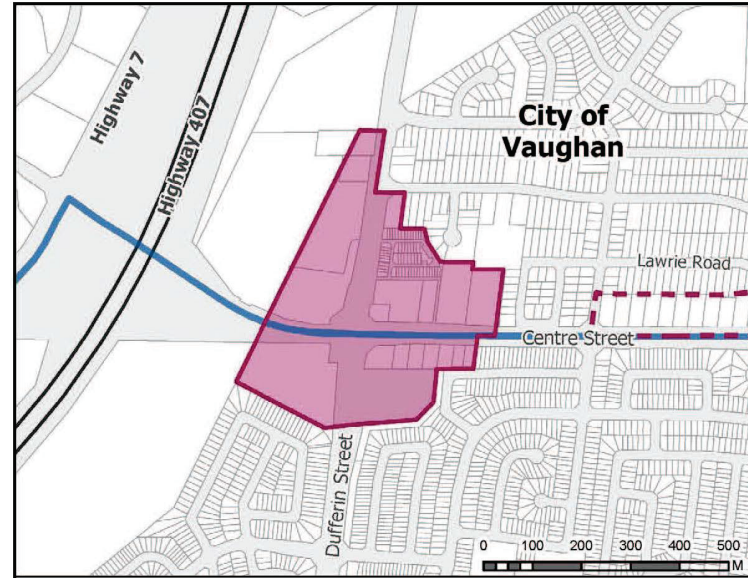 Highway 7
Highway 407
City of
Vaughan
Lawrie Road
Centre Street
Dufferin Street
0 100 200 300 400 500
M